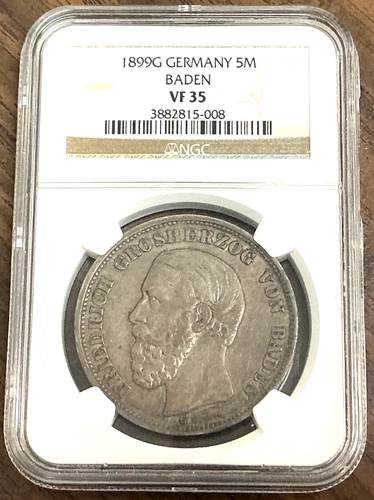 1899G GERMANY 5M
BADEN
VF 35
3882815-008
NGC
FRIEDRICH GROSHERZOG VON BADEN
G